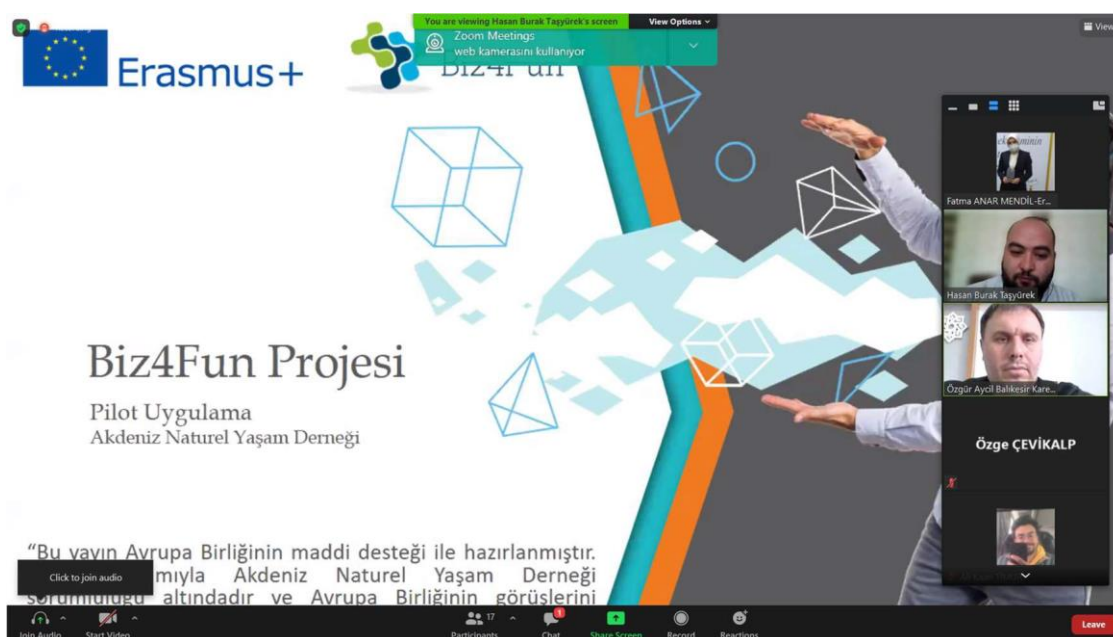 You are viewing Hasan Burak Taşyürek's screen
View Options
View
Zoom Meetings
web kamerasını kullanıyor
Erasmus+
Biz4Fun
Fatma ANAR MENDİL-Er...
Hasan Burak Taşyürek
Özgür Aycil Balıkesir Kare...
Özge ÇEVİKALP
Biz4Fun Projesi
Pilot Uygulama
Akdeniz Naturel Yaşam Derneği
“Bu yayın Avrupa Birliğinin maddi desteği ile hazırlanmıştır.
Akdeniz Naturel Yaşam Derneği
sorumluluğu altındadır ve Avrupa Birliğinin görüşlerini
Click to join audio
Join Audio
Start Video
17
Participants
1
Chat
Share Screen
Record
Reactions
Leave